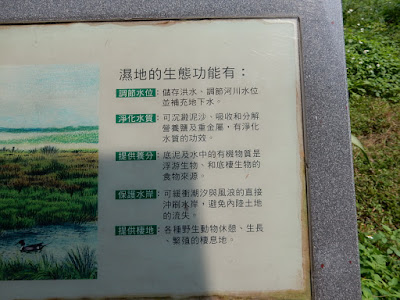 濕地的生態功能有：
調節水位：儲存洪水、調節河川水位
並補充地下水。
淨化水質：可沉澱泥沙、吸收和分解
營養鹽及重金屬，有淨化
水質的功效。
提供養分：底泥及水中的有機物質是
浮游生物、和底棲生物的
食物來源。
保護水岸：可緩衝潮汐與風浪的直接
沖刷水岸，避免內陸土地
的流失。
提供棲地：各種野生動物休憩、生長
、繁殖的棲息地。